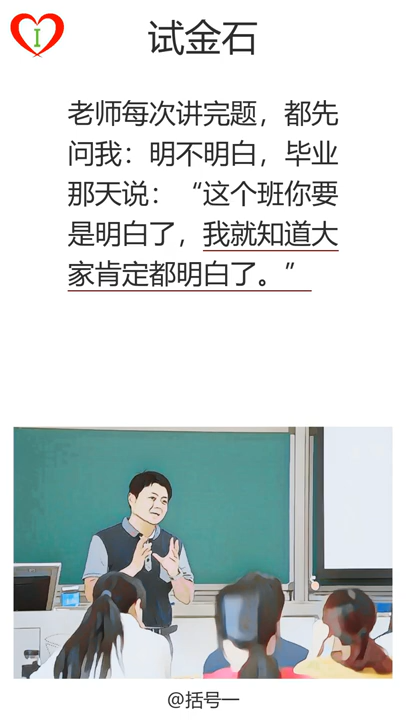 I
试金石
老师每次讲完题，都先
问我：明不明白，毕业
那天说：“这个班你要
是明白了，我就知道大
家肯定都明白了。”
@括号一